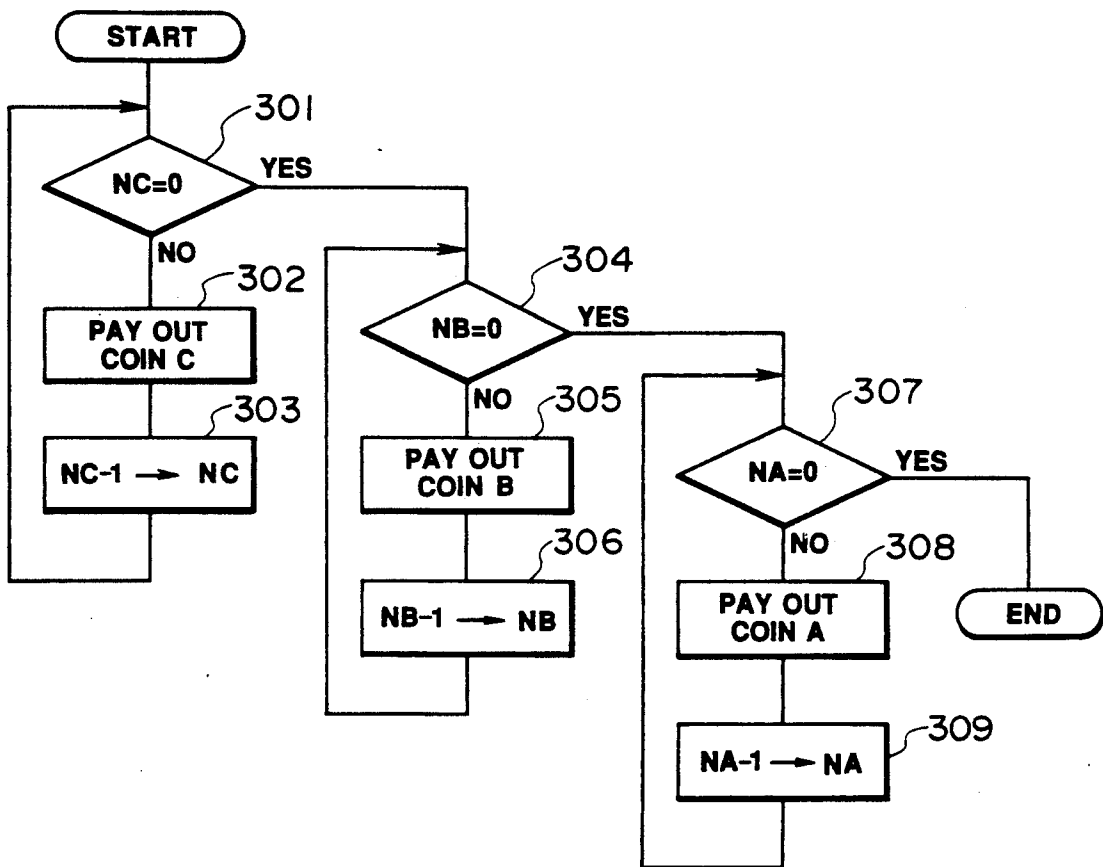 START
301
NC=0
YES
NO
302
PAY OUT
COIN C
303
NC-1 → NC
304
NB=0
YES
NO
305
PAY OUT
COIN B
306
NB-1 → NB
307
NA=0
YES
NO
308
PAY OUT
COIN A
309
NA-1 → NA
END